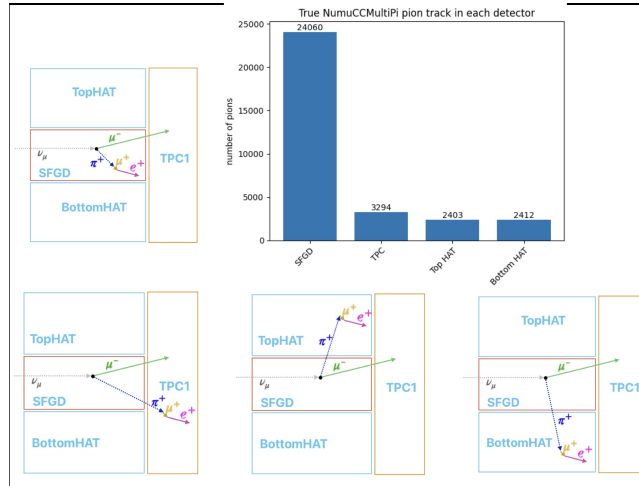 True NumuCCMultiPi pion track in each detector
24060
25000
20000
15000
10000
5000
0
number of pions
3294
2403
2412
SFGD
TPC
Top HAT
Bottom HAT
TopHAT
μ⁻
ν_μ
π⁺
μ⁺
e⁺
SFGD
TPC1
BottomHAT
TopHAT
μ⁻
ν_μ
TPC1
SFGD
π⁺
μ⁺
e⁺
BottomHAT
μ⁺
e⁺
TopHAT
π⁺
μ⁻
ν_μ
TPC1
SFGD
BottomHAT
TopHAT
μ⁻
ν_μ
TPC1
SFGD
π⁺
BottomHAT
μ⁺
e⁺